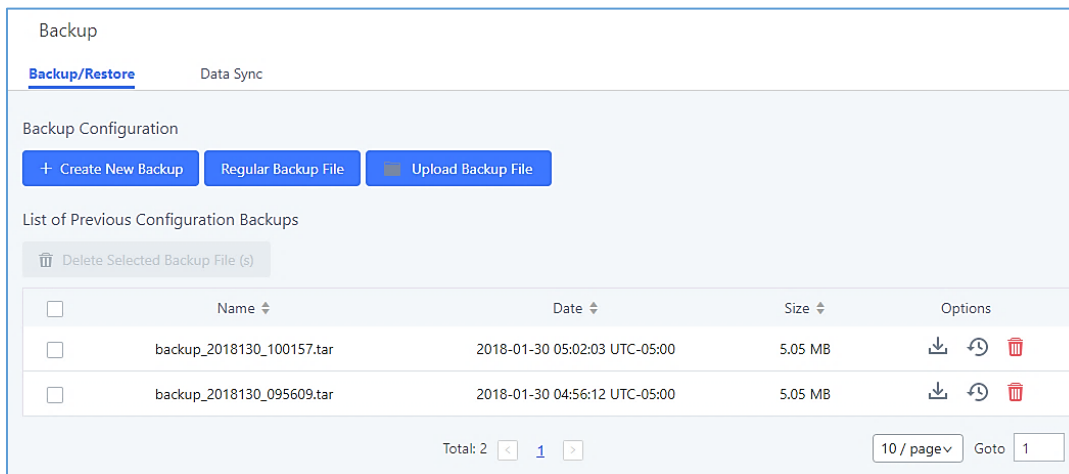 Backup
Backup/Restore Data Sync
Backup Configuration
+ Create New Backup Regular Backup File Upload Backup File
List of Previous Configuration Backups
Delete Selected Backup File (s)
Name Date Size Options
backup_2018130_100157.tar 2018-01-30 05:02:03 UTC-05:00 5.05 MB
backup_2018130_095609.tar 2018-01-30 04:56:12 UTC-05:00 5.05 MB
Total: 2 < 1 > 10 / page Goto 1